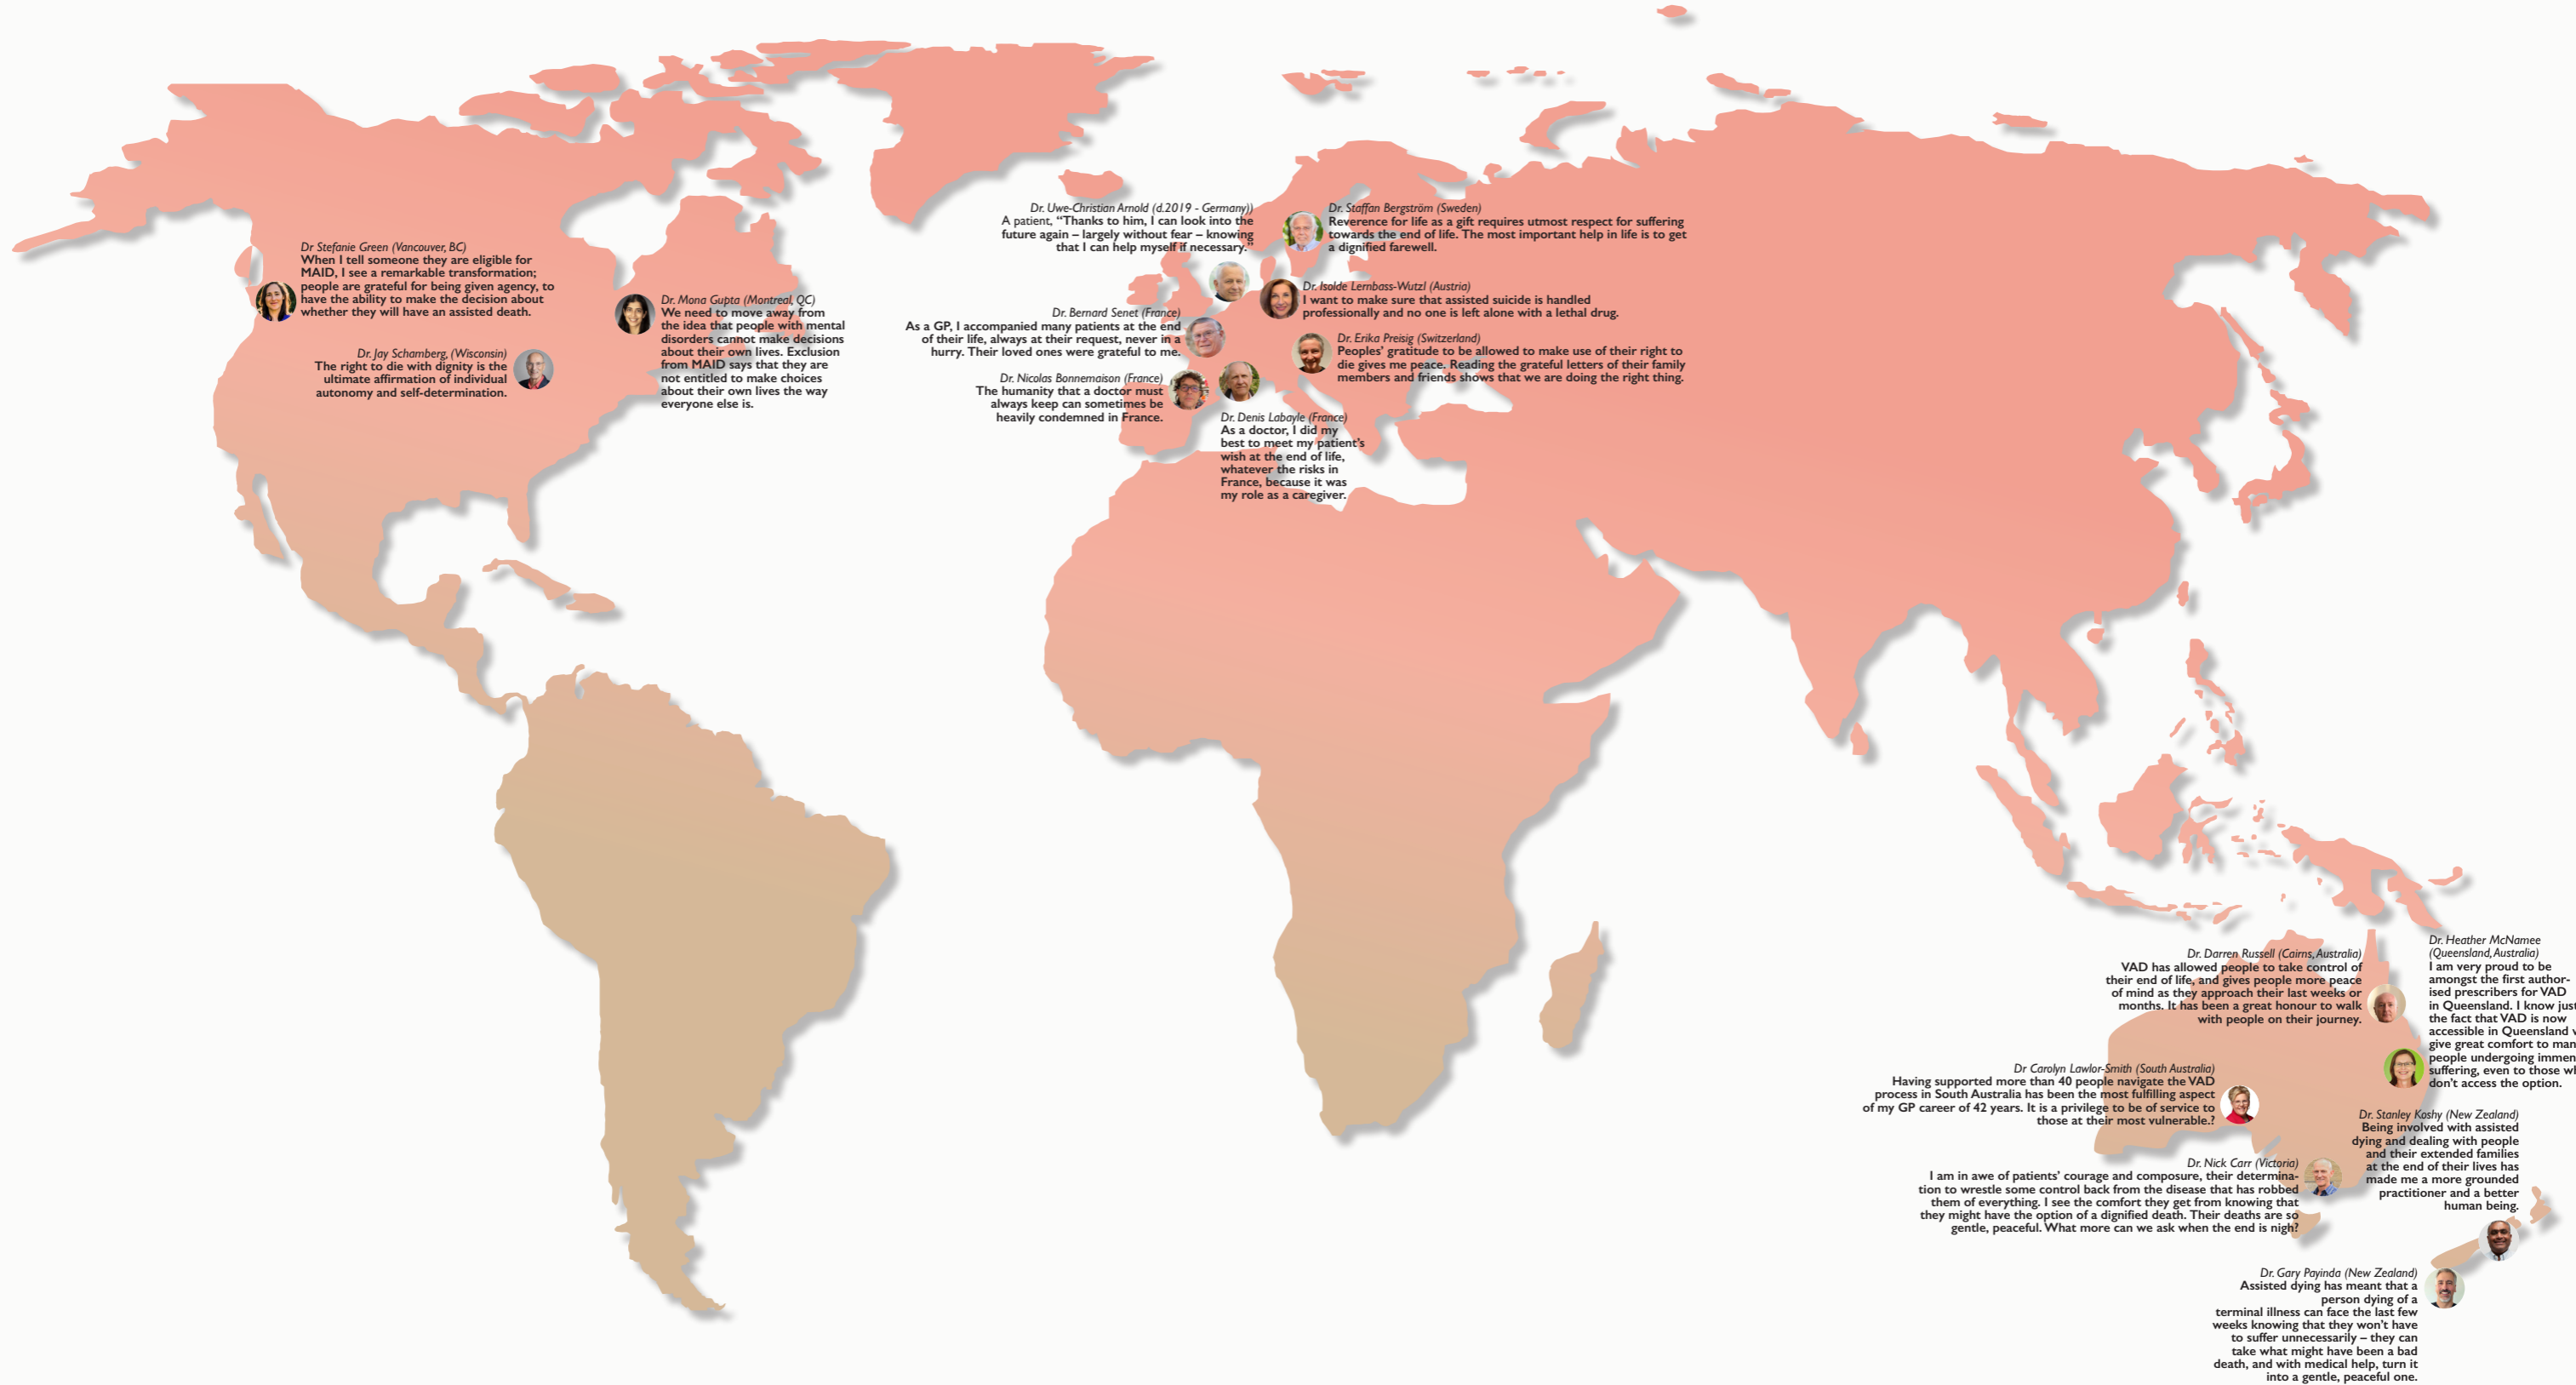 Dr Stefanie Green (Vancouver, BC)
When I tell someone they are eligible for
MAID, I see a remarkable transformation;
people are grateful for being given agency, to
have the ability to make the decision about
whether they will have an assisted death.
Dr. Jay Schamberg, (Wisconsin)
The right to die with dignity is the
ultimate affirmation of individual
autonomy and self-determination.
Dr. Mona Gupta (Montreal, QC)
We need to move away from
the idea that people with mental
disorders cannot make decisions
about their own lives. Exclusion
from MAID says that they are
not entitled to make choices
about their own lives the way
everyone else is.
Dr. Uwe-Christian Arnold (d.2019 - Germany))
A patient, “Thanks to him, I can look into the
future again – largely without fear – knowing
that I can help myself if necessary.”
Dr. Staffan Bergström (Sweden)
Reverence for life as a gift requires utmost respect for suffering
towards the end of life. The most important help in life is to get
a dignified farewell.
Dr. Isolde Lernbass-Wutzl (Austria)
I want to make sure that assisted suicide is handled
professionally and no one is left alone with a lethal drug.
Dr. Bernard Senet (France)
As a GP, I accompanied many patients at the end
of their life, always at their request, never in a
hurry. Their loved ones were grateful to me.
Dr. Erika Preisig (Switzerland)
Peoples’ gratitude to be allowed to make use of their right to
die gives me peace. Reading the grateful letters of their family
members and friends shows that we are doing the right thing.
Dr. Nicolas Bonnemaison (France)
The humanity that a doctor must
always keep can sometimes be
heavily condemned in France.
Dr. Denis Labayle (France)
As a doctor, I did my
best to meet my patient’s
wish at the end of life,
whatever the risks in
France, because it was
my role as a caregiver.
Dr. Darren Russell (Cairns, Australia)
VAD has allowed people to take control of
their end of life, and gives people more peace
of mind as they approach their last weeks or
months. It has been a great honour to walk
with people on their journey.
Dr. Heather McNamee
(Queensland, Australia)
I am very proud to be
amongst the first author-
ised prescribers for VAD
in Queensland. I know just
the fact that VAD is now
accessible in Queensland
give great comfort to
people undergoing
suffering, even to those
don’t access the option.
Dr Carolyn Lawlor-Smith (South Australia)
Having supported more than 40 people navigate the VAD
process in South Australia has been the most fulfilling aspect
of my GP career of 42 years. It is a privilege to be of service to
those at their most vulnerable.?
Dr. Stanley Koshy (New Zealand)
Being involved with assisted
dying and dealing with people
and their extended families
at the end of their lives has
made me a more grounded
practitioner and a better
human being.
Dr. Nick Carr (Victoria)
I am in awe of patients’ courage and composure, their determina-
tion to wrestle some control back from the disease that has robbed
them of everything. I see the comfort they get from knowing that
they might have the option of a dignified death. Their deaths are so
gentle, peaceful. What more can we ask when the end is nigh?
Dr. Gary Payinda (New Zealand)
Assisted dying has meant that a
person dying of a
terminal illness can face the last few
weeks knowing that they won’t have
to suffer unnecessarily – they can
take what might have been a bad
death, and with medical help, turn it
into a gentle, peaceful one.